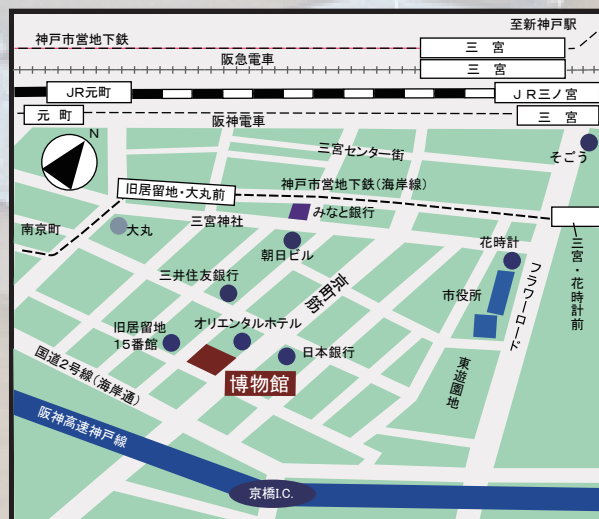 至新神戸駅
神戸市営地下鉄
三 宮
阪急電車
三 宮
JR元町
JR三ノ宮
元 町
阪神電車
三 宮
N
三宮センター街
そごう
旧居留地・大丸前
神戸市営地下鉄(海岸線)
南京町
大丸
三宮神社
みなと銀行
三宮・花時計前
朝日ビル
花時計
三井住友銀行
京町筋
市役所
フラワーロード
旧居留地
15番館
オリエンタルホテル
日本銀行
東遊園地
国道2号線(海岸通)
博物館
阪神高速神戸線
京橋I.C.